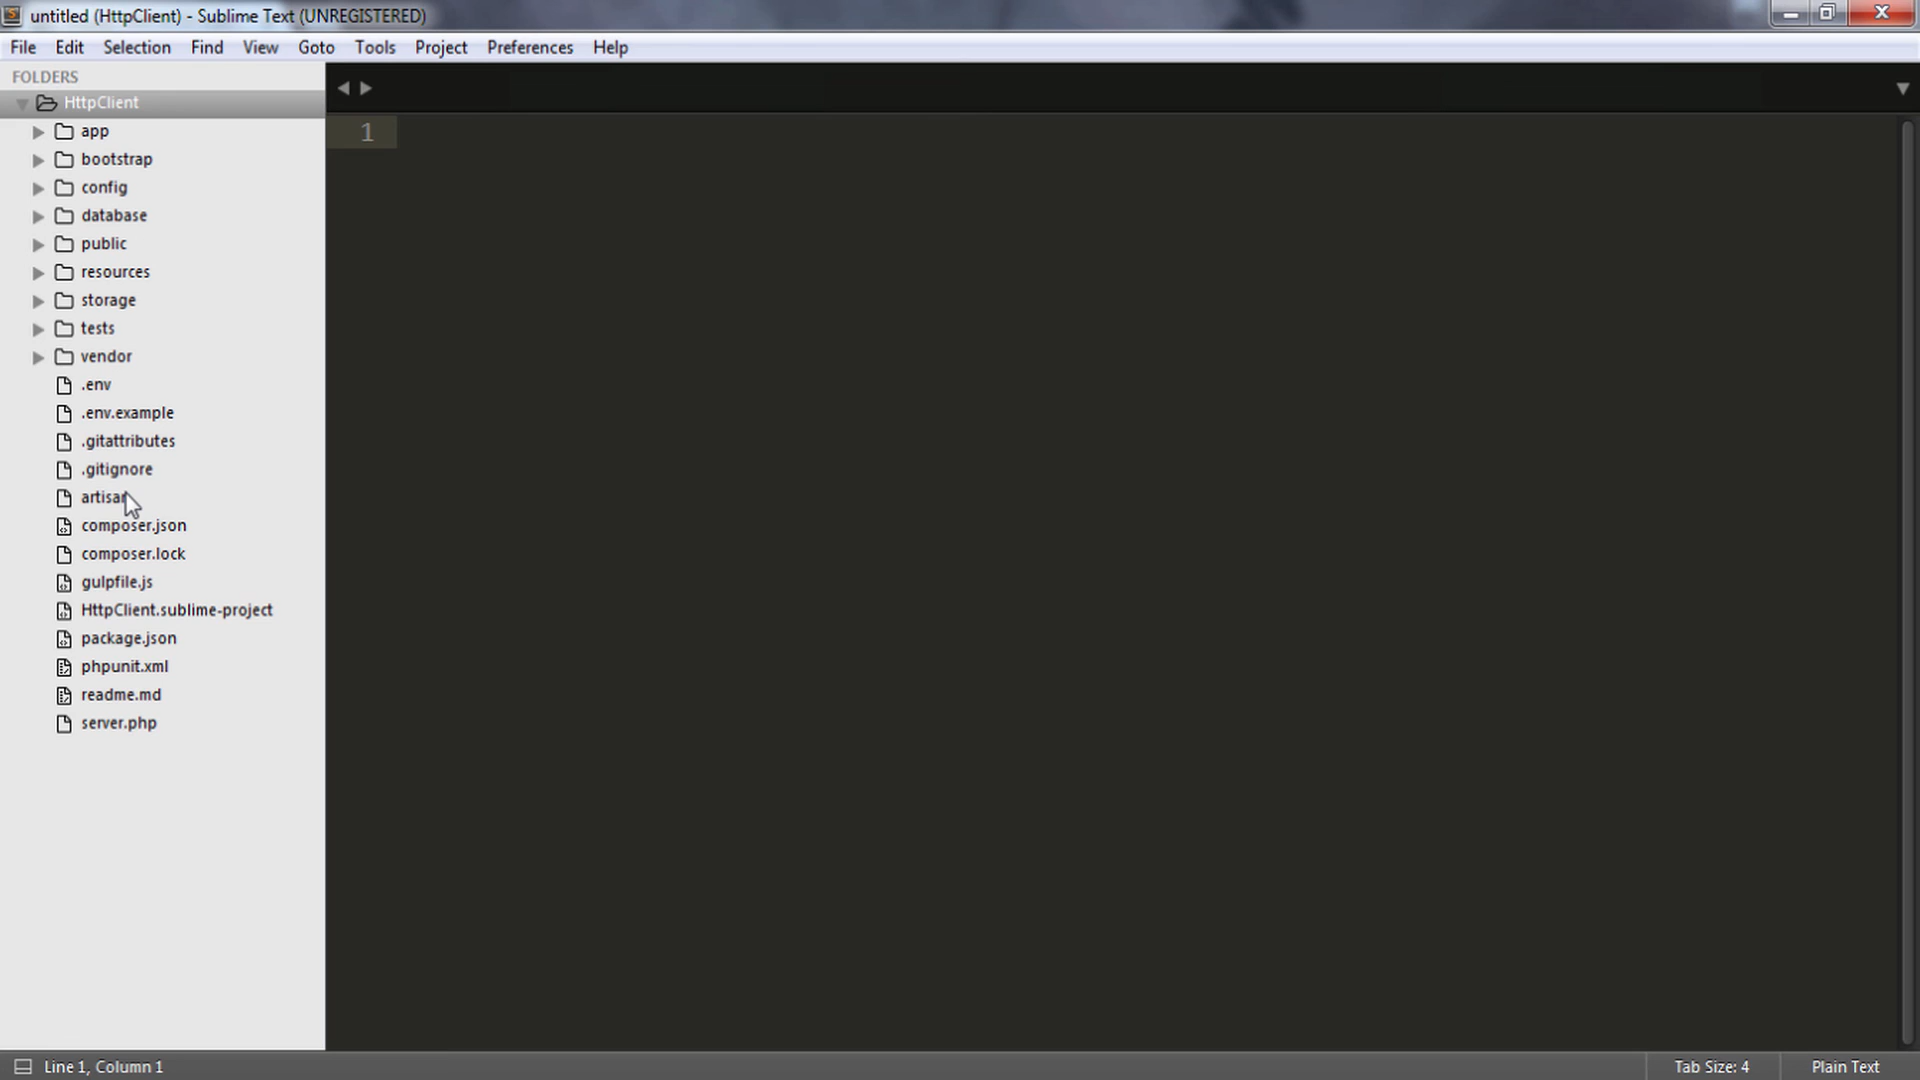 untitled (HttpClient) - Sublime Text (UNREGISTERED)
File Edit Selection Find View Goto Tools Project Preferences Help
FOLDERS
HttpClient
app
1
bootstrap
config
database
public
resources
storage
tests
vendor
.env
.env.example
.gitattributes
.gitignore
artisan
composer.json
composer.lock
gulpfile.js
HttpClient.sublime-project
package.json
phpunit.xml
readme.md
server.php
Line 1, Column 1 Tab Size: 4 Plain Text